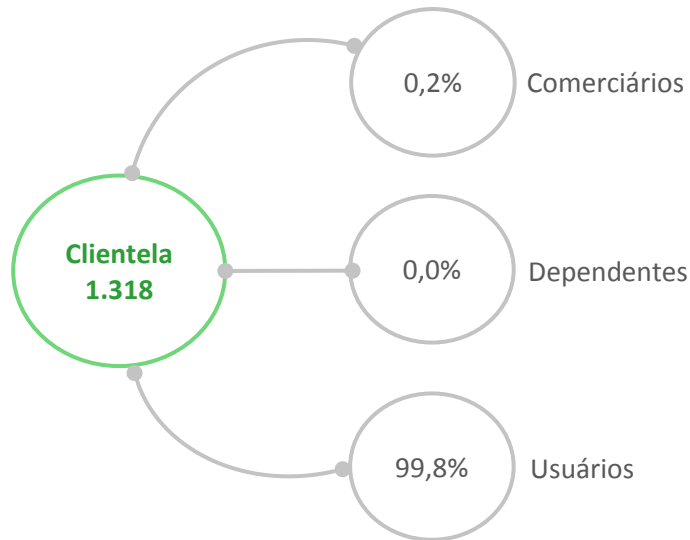 0,2% Comerciários
Clientela
1.318
0,0% Dependentes
99,8% Usuários